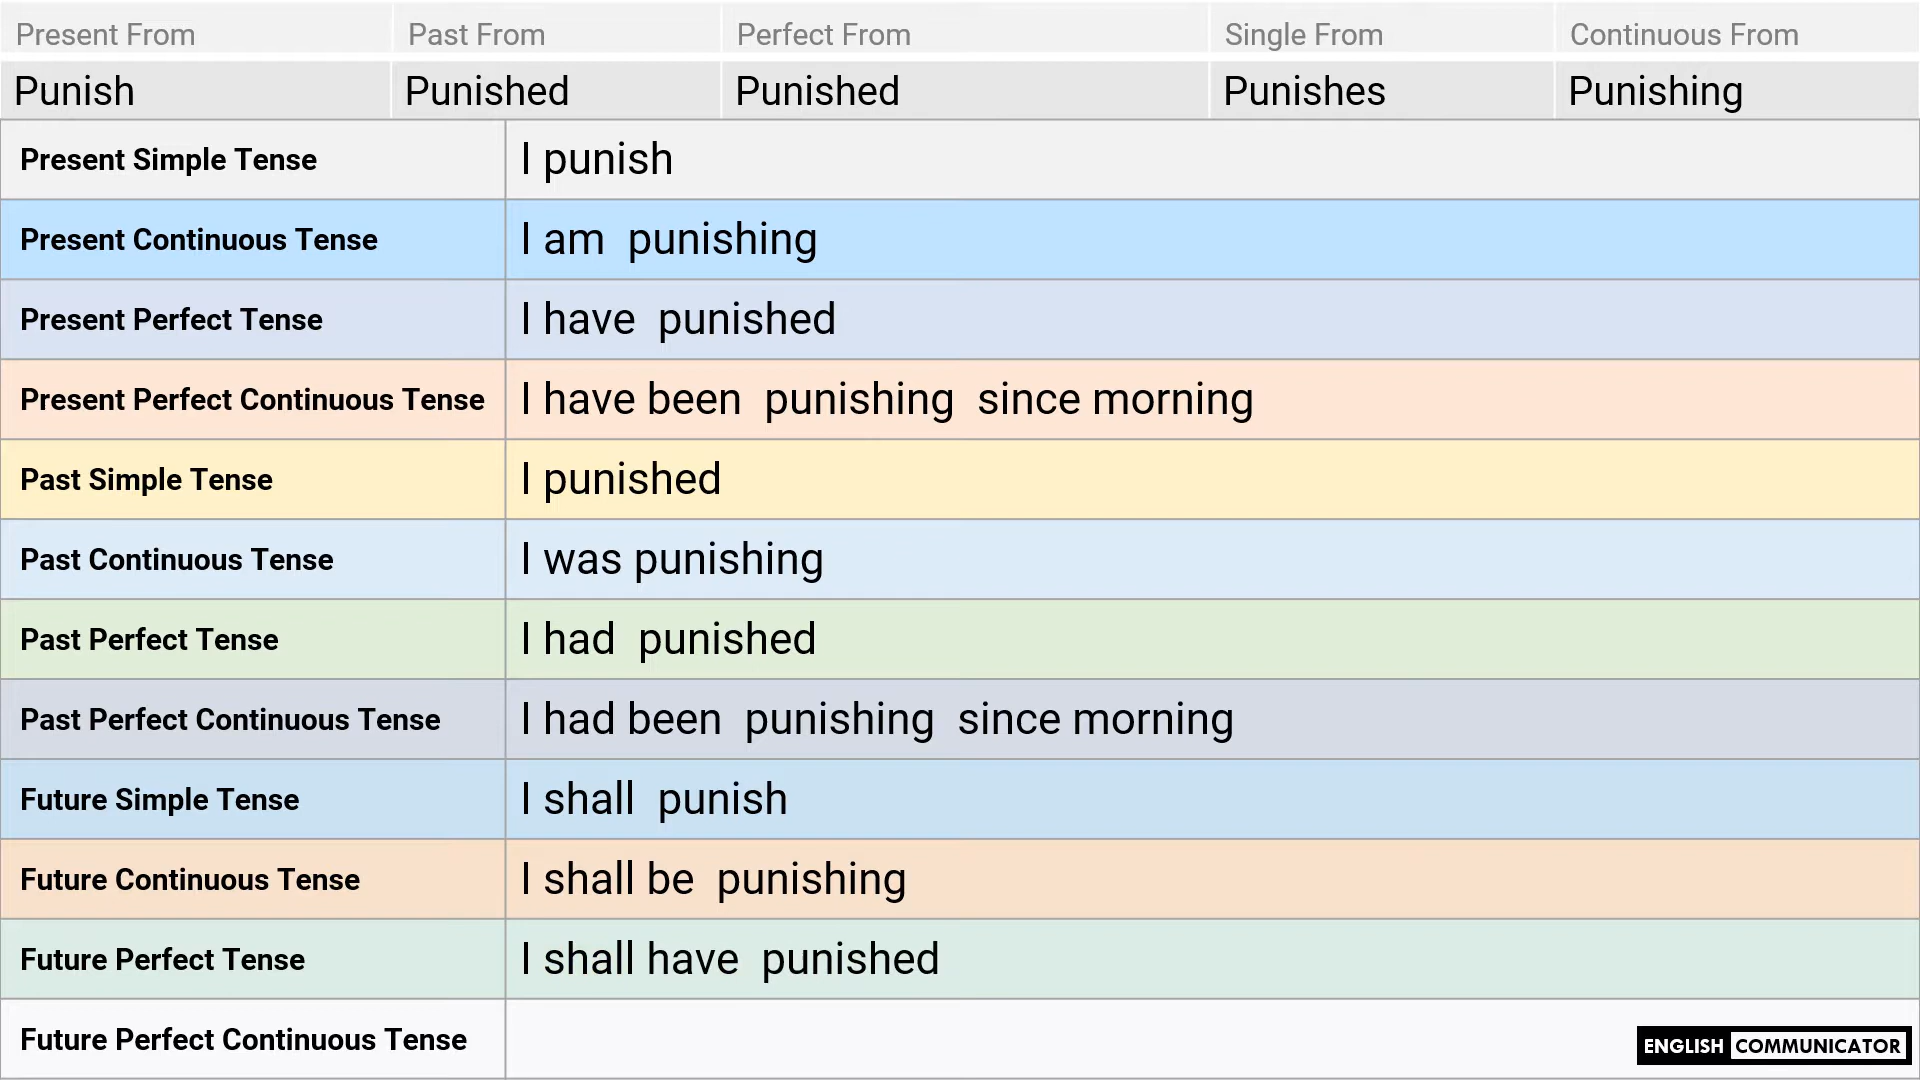 Present From Past From Perfect From Single From Continuous From
Punish Punished Punished Punishes Punishing
Present Simple Tense I punish
Present Continuous Tense I am punishing
Present Perfect Tense I have punished
Present Perfect Continuous Tense I have been punishing since morning
Past Simple Tense I punished
Past Continuous Tense I was punishing
Past Perfect Tense I had punished
Past Perfect Continuous Tense I had been punishing since morning
Future Simple Tense I shall punish
Future Continuous Tense I shall be punishing
Future Perfect Tense I shall have punished
Future Perfect Continuous Tense
ENGLISH COMMUNICATOR